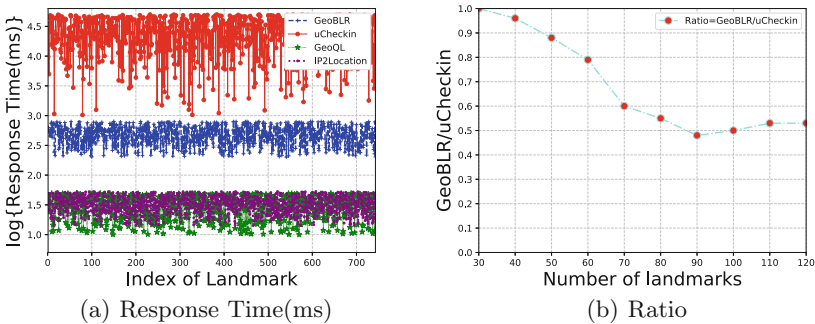 log{Response Time(ms)}
4.5
4.0
3.5
3.0
2.5
2.0
1.5
1.0
GeoBLR
uCheckin
GeoQL
IP2Location
0 100 200 300 400 500 600 700
Index of Landmark
(a) Response Time(ms)
GeoBLR/uCheckin
1.0
0.9
0.8
0.7
0.6
0.5
0.4
0.3
0.2
0.1
0.0
Ratio=GeoBLR/uCheckin
30 40 50 60 70 80 90 100 110 120
Number of landmarks
(b) Ratio